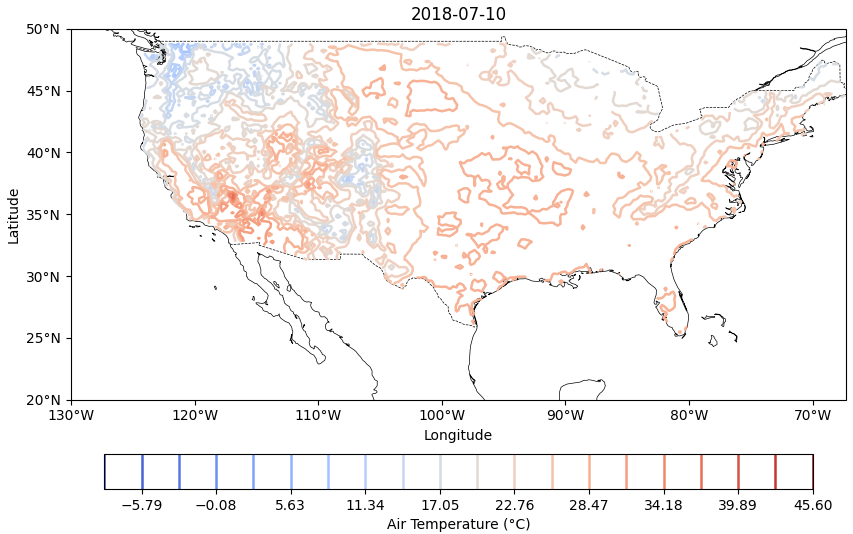 2018-07-10
50°N
45°N
40°N
35°N
30°N
25°N
20°N
Latitude
130°W 120°W 110°W 100°W 90°W 80°W 70°W
Longitude
−5.79 −0.08 5.63 11.34 17.05 22.76 28.47 34.18 39.89 45.60
Air Temperature (°C)